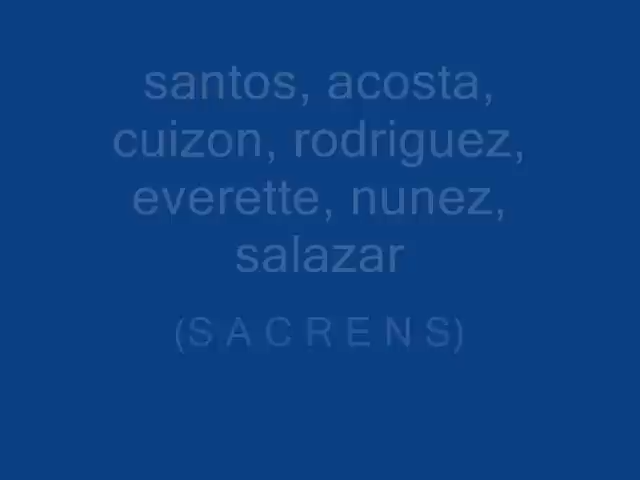 santos, acosta,
cuizon, rodriguez,
everette, nunez,
salazar
(S A C R E N S)